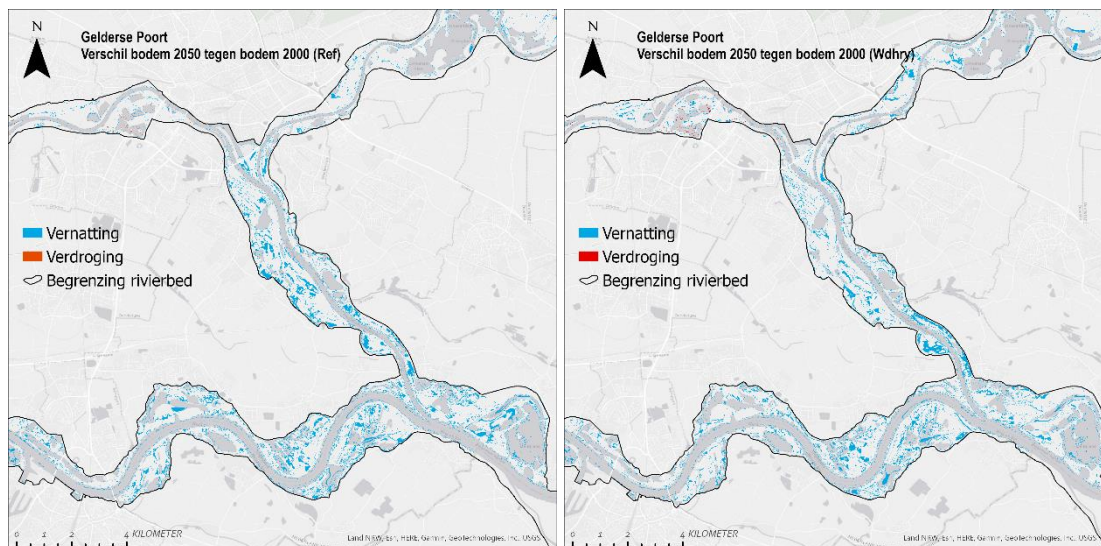 N
Gelderse Poort
Verschil bodem 2050 tegen bodem 2000 (Ref)
Vernatting
Verdroging
Begrenzing rivierbed
0 1 2 4 KILOMETER
Land NRW, Esri, HERE, Garmin, GeoTechnologies, Inc., USGS
N
Gelderse Poort
Verschil bodem 2050 tegen bodem 2000 (Wdhry)
Vernatting
Verdroging
Begrenzing rivierbed
0 1 2 4 KILOMETER
Land NRW, Esri, HERE, Garmin, GeoTechnologies, Inc., USGS